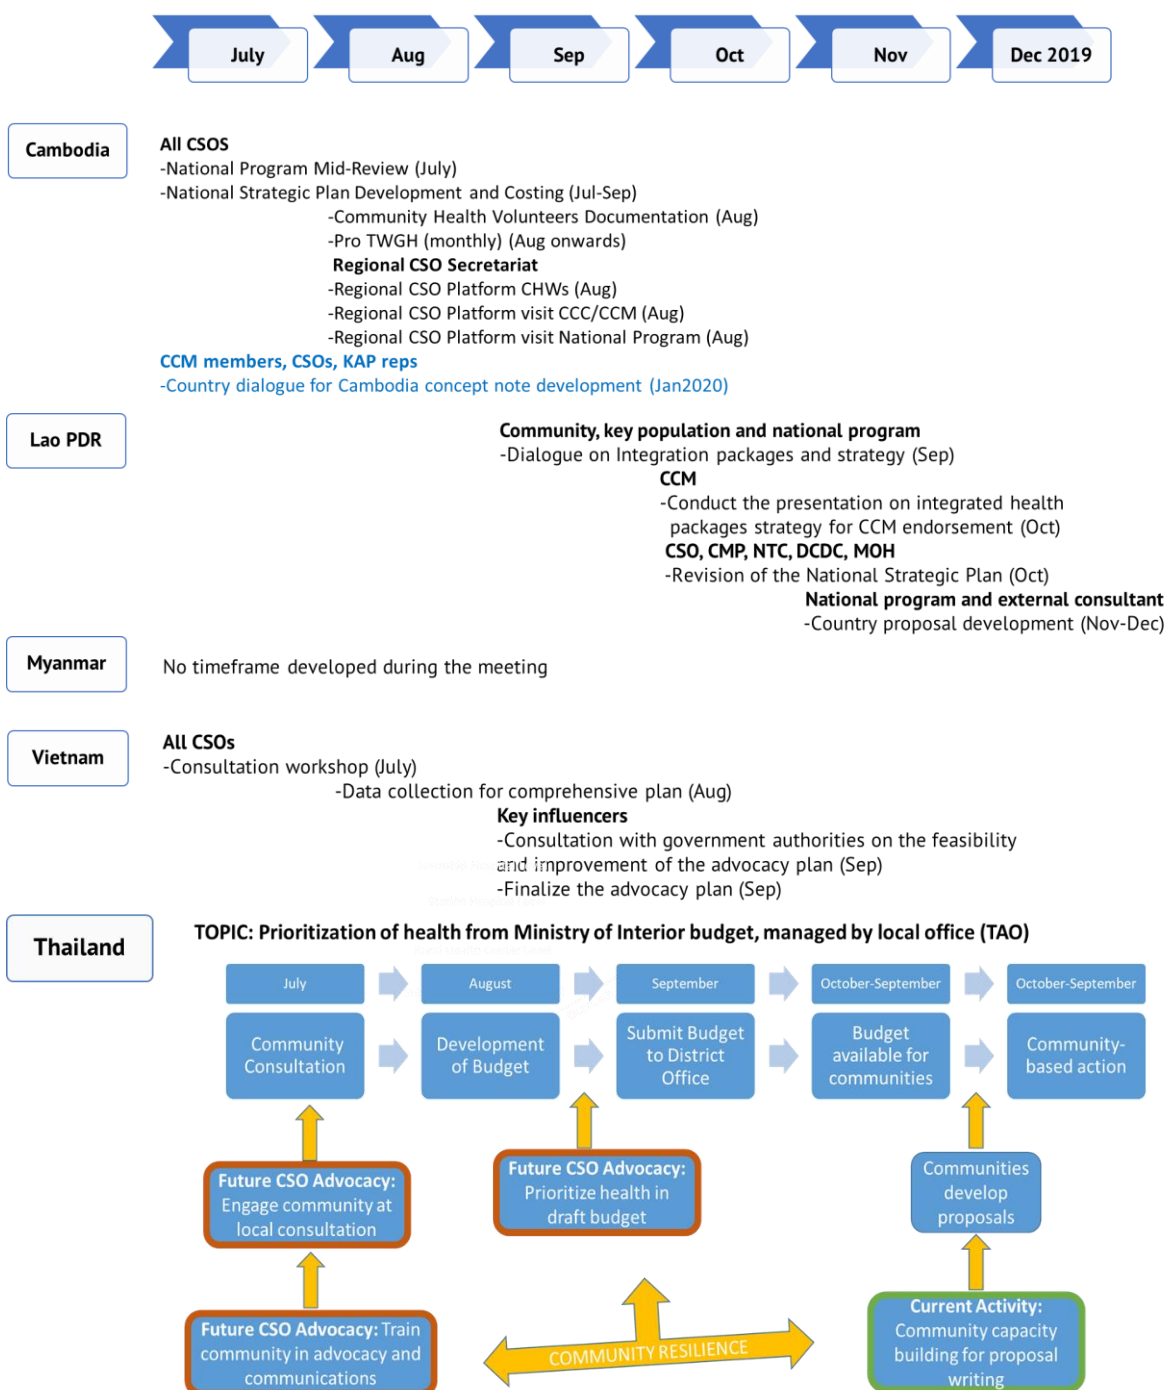 July
Aug
Sep
Oct
Nov
Dec 2019
Cambodia
All CSOS
-National Program Mid-Review (July)
-National Strategic Plan Development and Costing (Jul-Sep)
-Community Health Volunteers Documentation (Aug)
-Pro TWGH (monthly) (Aug onwards)
Regional CSO Secretariat
-Regional CSO Platform CHWs (Aug)
-Regional CSO Platform visit CCC/CCM (Aug)
-Regional CSO Platform visit National Program (Aug)
CCM members, CSOs, KAP reps
-Country dialogue for Cambodia concept note development (Jan2020)
Lao PDR
Community, key population and national program
-Dialogue on Integration packages and strategy (Sep)
CCM
-Conduct the presentation on integrated health
packages strategy for CCM endorsement (Oct)
CSO, CMP, NTC, DCDC, MOH
-Revision of the National Strategic Plan (Oct)
National program and external consultant
-Country proposal development (Nov-Dec)
Myanmar
No timeframe developed during the meeting
Vietnam
All CSOs
-Consultation workshop (July)
-Data collection for comprehensive plan (Aug)
Key influencers
-Consultation with government authorities on the feasibility
and improvement of the advocacy plan (Sep)
-Finalize the advocacy plan (Sep)
Thailand
TOPIC: Prioritization of health from Ministry of Interior budget, managed by local office (TAO)
July
August
September
October-September
October-September
Community
Consultation
Development
of Budget
Submit Budget
to District
Office
Budget
available for
communities
Community-
based action
Future CSO Advocacy:
Engage community at
local consultation
Future CSO Advocacy:
Prioritize health in
draft budget
Communities
develop
proposals
Future CSO Advocacy: Train
community in advocacy and
communications
COMMUNITY RESILIENCE
Current Activity:
Community capacity
building for proposal
writing